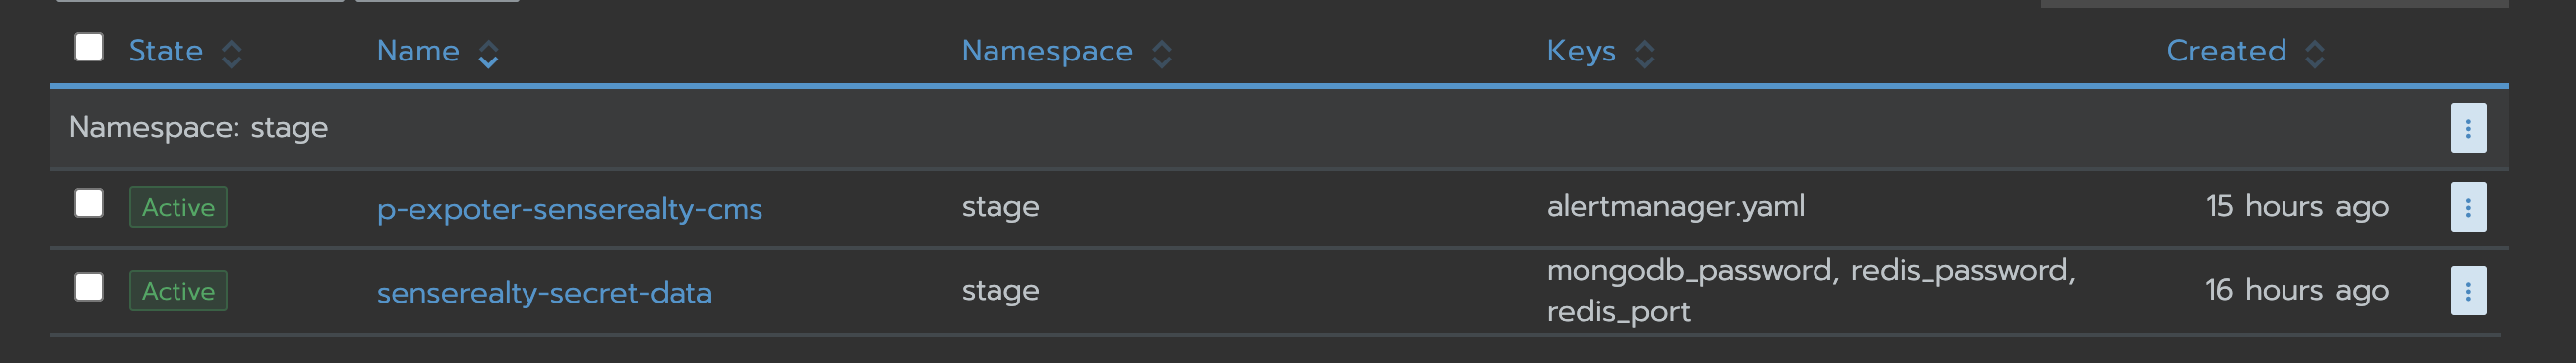 State Name Namespace Keys Created
Namespace: stage
Active p-expoter-senserealty-cms stage alertmanager.yaml 15 hours ago
Active senserealty-secret-data stage mongodb_password, redis_password, 16 hours ago
redis_port